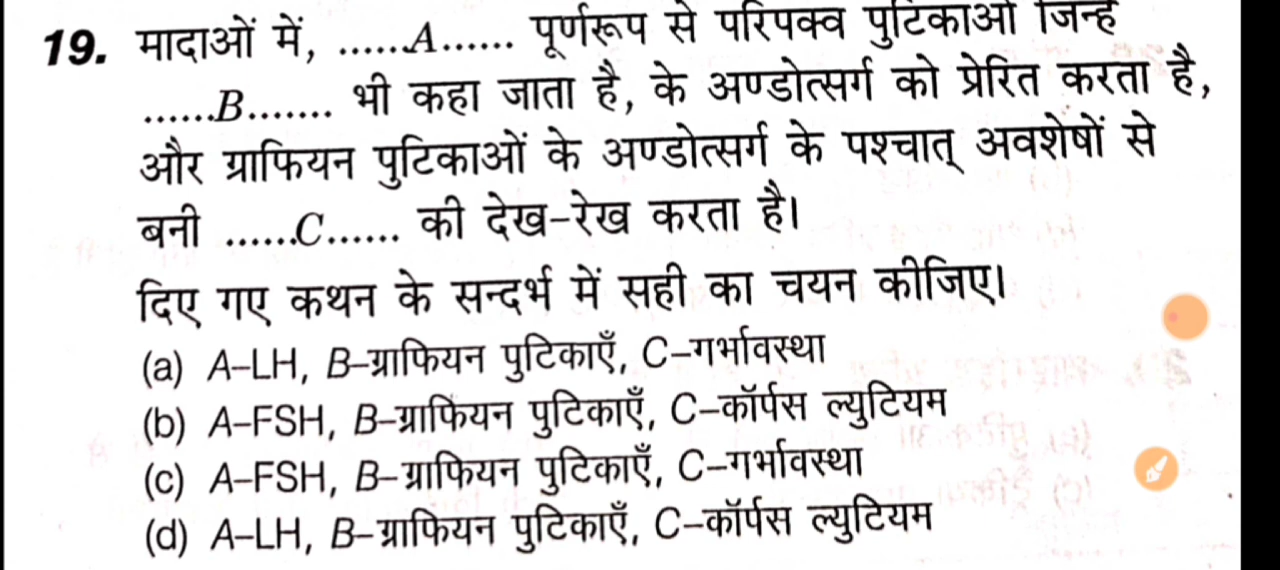 19. मादाओं में, ......A...... पूर्णरूप से परिपक्व पुटिकाओं जिन्हें
......B....... भी कहा जाता है, के अण्डोत्सर्ग को प्रेरित करता है,
और ग्राफियन पुटिकाओं के अण्डोत्सर्ग के पश्चात् अवशेषों से
बनी ......C...... की देख-रेख करता है।
दिए गए कथन के सन्दर्भ में सही का चयन कीजिए।
(a) A–LH, B–ग्राफियन पुटिकाएँ, C–गर्भावस्था
(b) A–FSH, B–ग्राफियन पुटिकाएँ, C–कॉर्पस ल्युटियम
(c) A–FSH, B–ग्राफियन पुटिकाएँ, C–गर्भावस्था
(d) A–LH, B–ग्राफियन पुटिकाएँ, C–कॉर्पस ल्युटियम